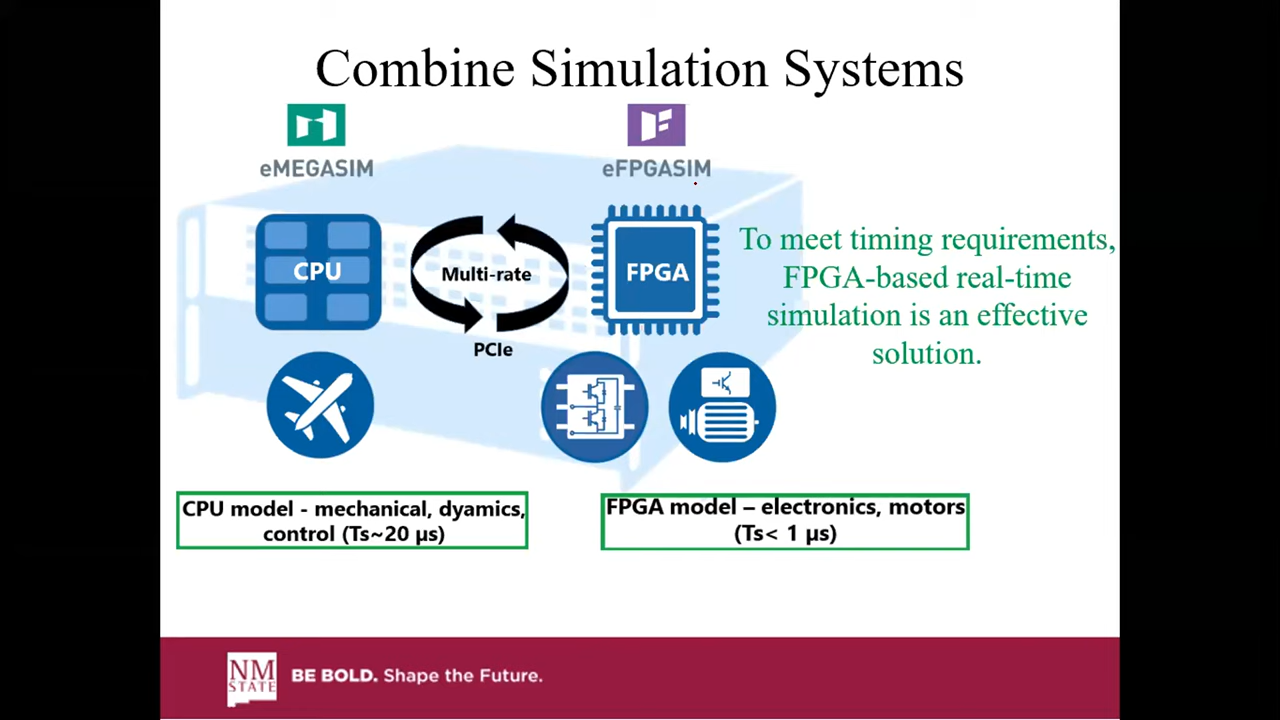 Combine Simulation Systems
eMEGASIM
eFPGASIM
CPU
Multi-rate
FPGA
PCIe
To meet timing requirements,
FPGA-based real-time
simulation is an effective
solution.
CPU model - mechanical, dyamics,
control (Ts~20 µs)
FPGA model – electronics, motors
(Ts< 1 µs)
NM
STATE
BE BOLD. Shape the Future.